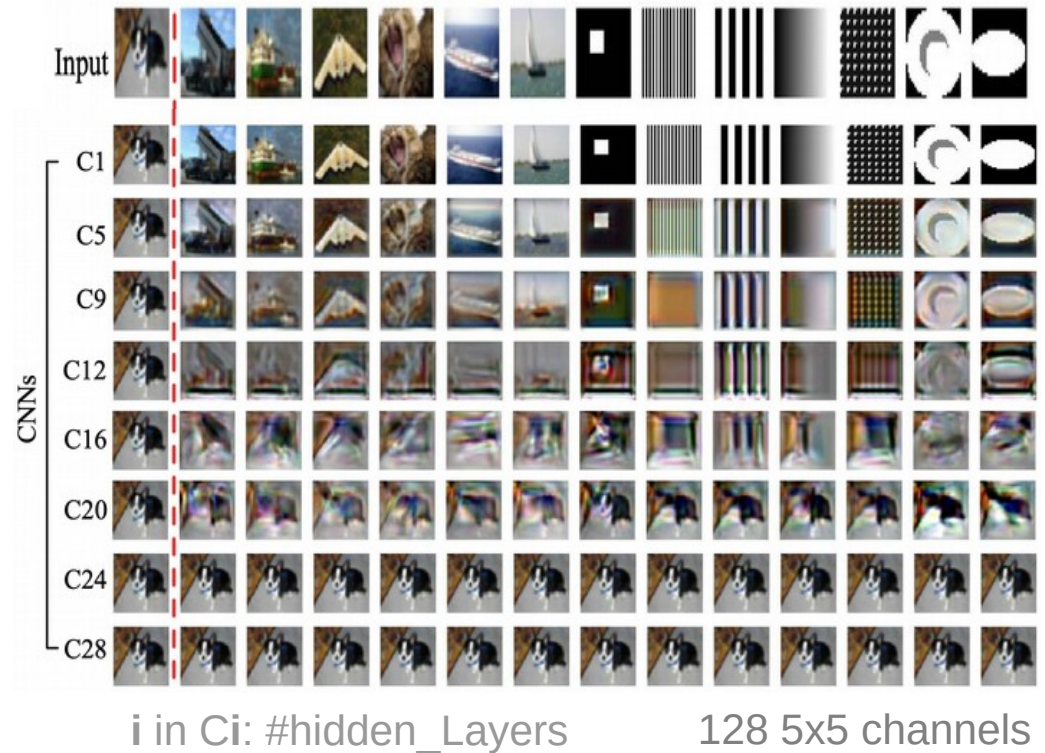 Input
C1
C5
C9
C12
C16
C20
C24
C28
CNNs
i in Ci: #hidden_Layers
128 5x5 channels